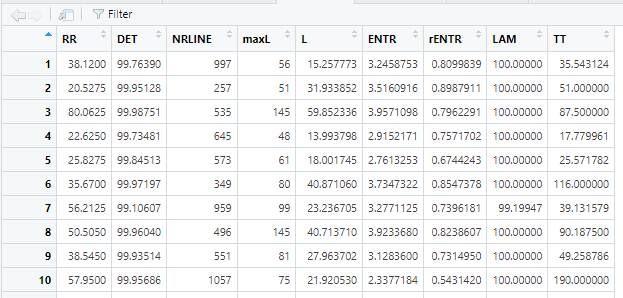 Filter
RR DET NRLINE maxL L ENTR rENTR LAM TT
1 38.1200 99.76390 997 56 15.257773 3.2458753 0.8099839 100.00000 35.543124
2 20.5275 99.95128 257 51 31.933852 3.5160916 0.8987911 100.00000 51.000000
3 80.0625 99.98751 535 145 59.852336 3.9571098 0.7962291 100.00000 87.500000
4 22.6250 99.73481 645 48 13.993798 2.9152171 0.7571702 100.00000 17.779961
5 25.8275 99.84513 573 61 18.001745 2.7613253 0.6744243 100.00000 25.571782
6 35.6700 99.97197 349 80 40.871060 3.7347322 0.8547378 100.00000 116.000000
7 56.2125 99.10607 959 99 23.236705 3.2771125 0.7396181 99.19947 39.131579
8 50.5050 99.96040 496 145 40.713710 3.9233680 0.8238607 100.00000 90.187500
9 38.5450 99.93514 551 81 27.963702 3.1283600 0.7314950 100.00000 49.258786
10 57.9500 99.95686 1057 75 21.920530 2.3377184 0.5431420 100.00000 190.000000